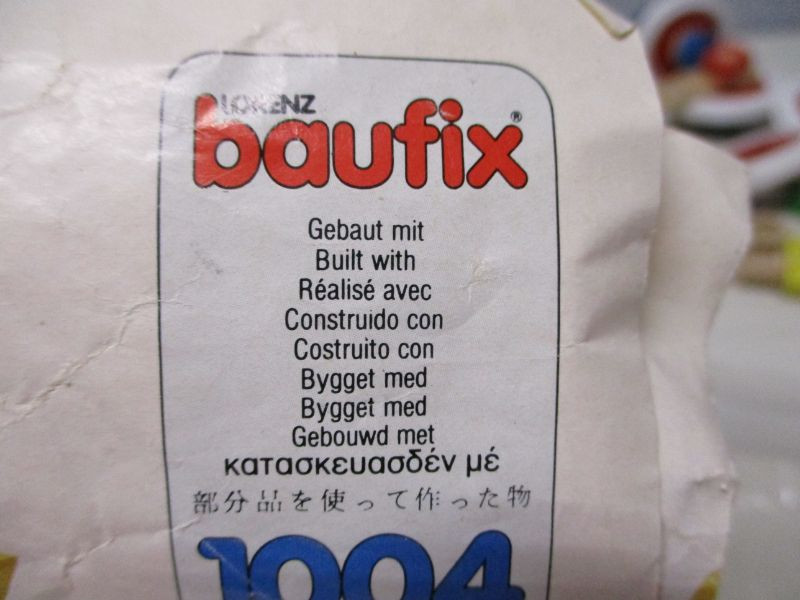 LORENZ
baufix®
Gebaut mit
Built with
Réalisé avec
Construido con
Costruito con
Bygget med
Bygget med
Gebouwd met
κατασκευασδέν μέ
部分品を使って作った物
1004